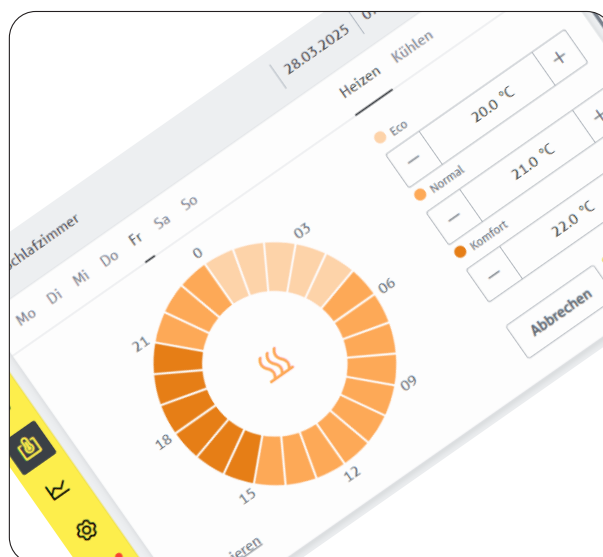 28.03.2025
Heizen Kühlen
Eco
− 20.0 °C +
Normal
− 21.0 °C +
Komfort
− 22.0 °C
Abbrechen
Mo Di Mi Do Fr Sa So
0
03
06
09
12
15
18
21